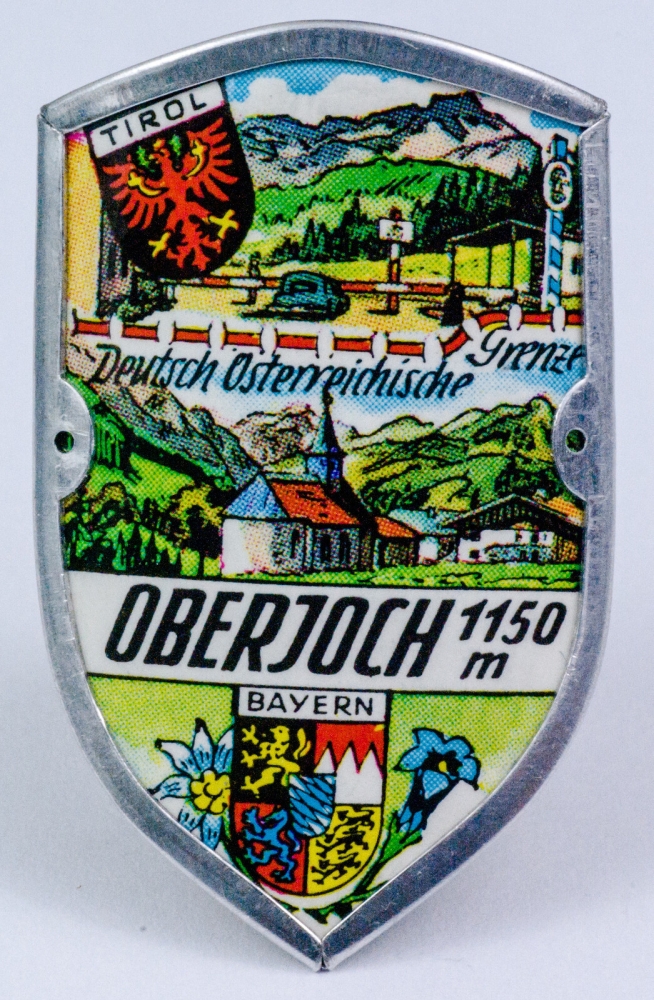 TIROL
Deutsch Österreichische Grenze
OBERJOCH 1150 m
BAYERN